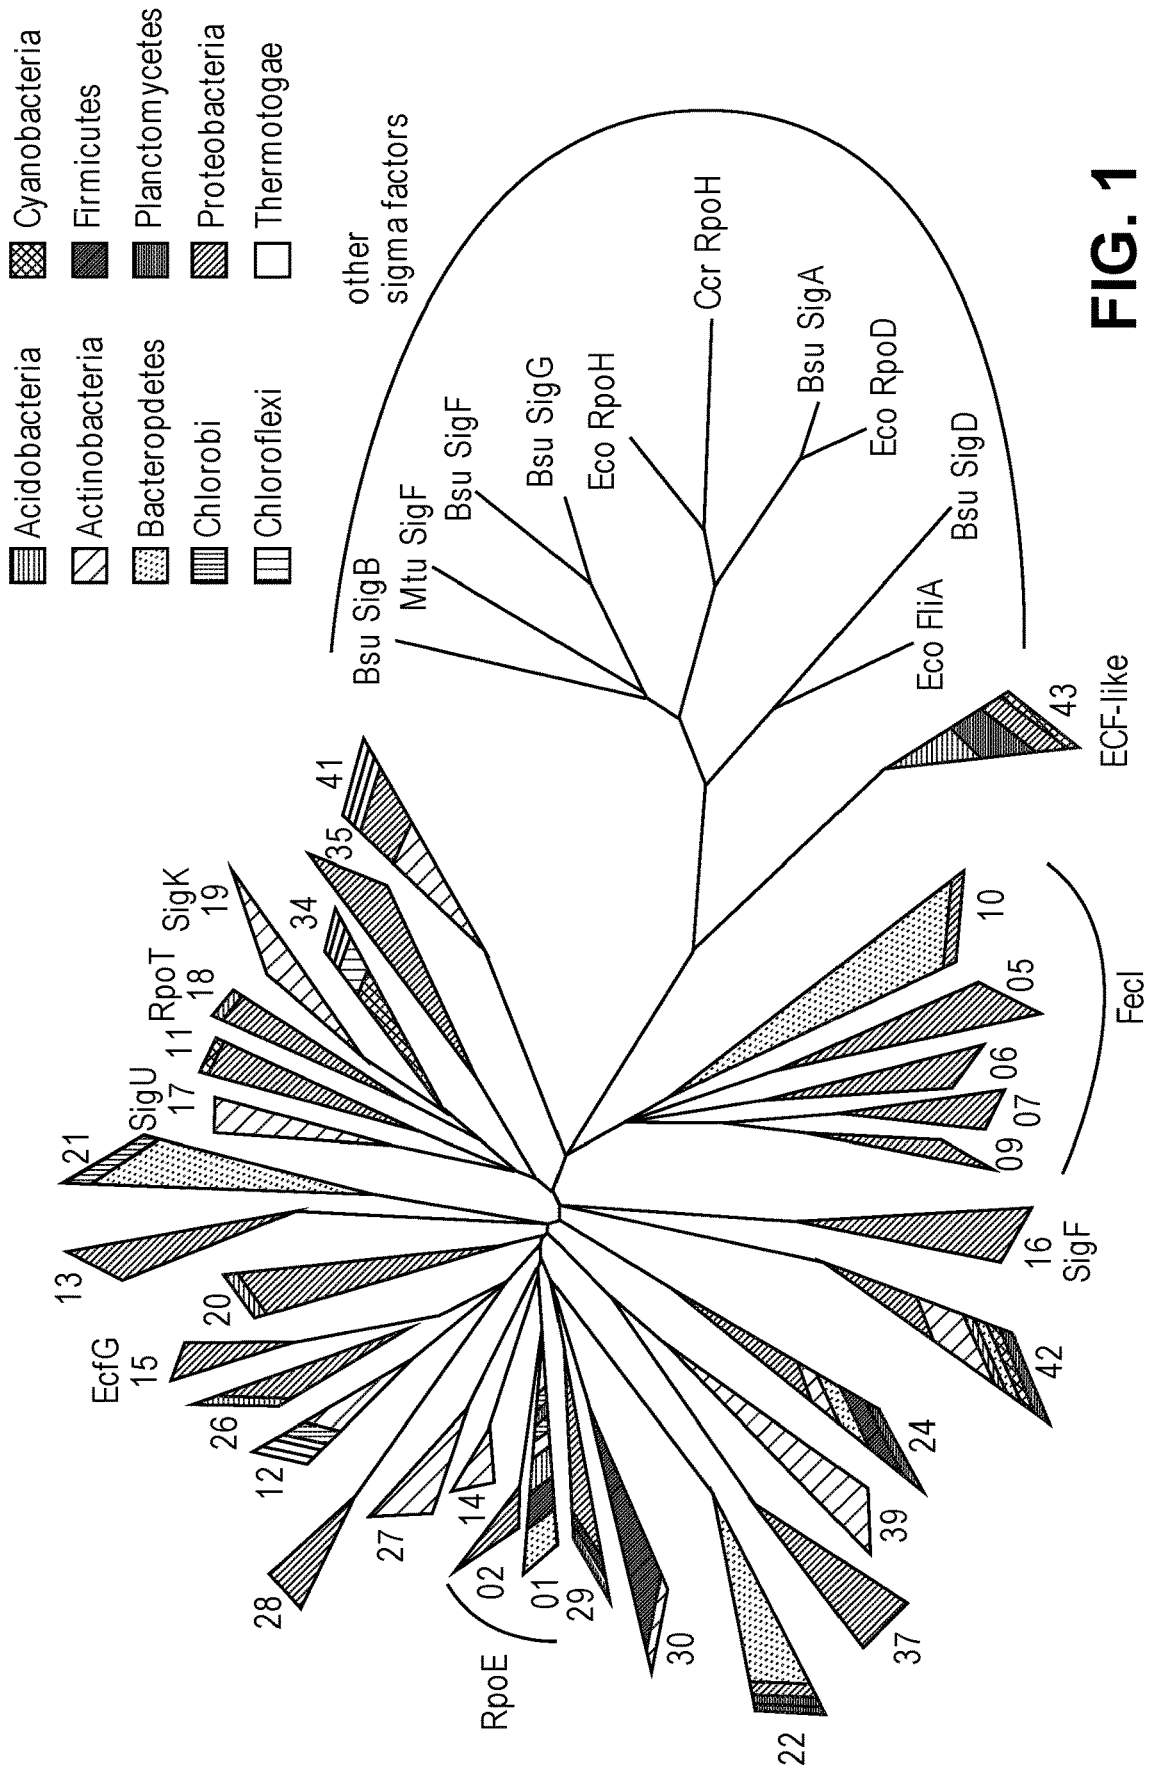 Acidobacteria
Actinobacteria
Bacteropdetes
Chlorobi
Chloroflexi
Cyanobacteria
Firmicutes
Planctomycetes
Proteobacteria
Thermotogae
other
sigma factors
Bsu SigB
Mtu SigF
Bsu SigF
Bsu SigG
Eco RpoH
Ccr RpoH
Bsu SigA
Eco RpoD
Bsu SigD
Eco FliA
43
ECF-like
41
35
34
SigK
19
RpoT
18
11
17
SigU
21
13
20
EcfG
15
26
12
28
27
14
02
01
RpoE
29
30
22
37
39
24
42
16
SigF
09
07
06
05
10
FecI
FIG. 1